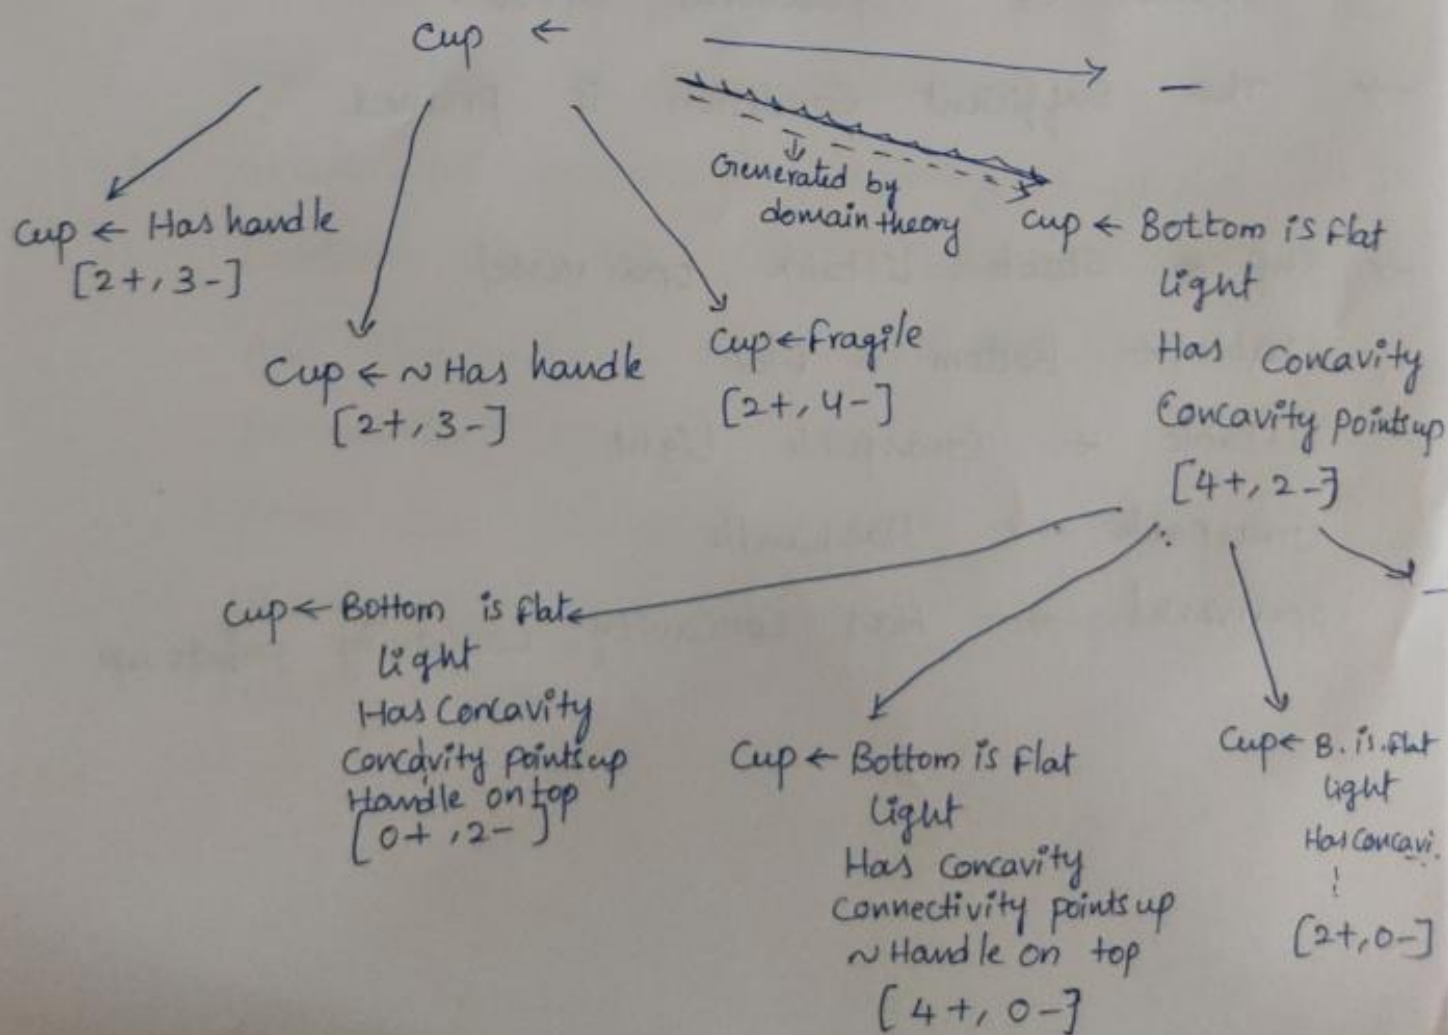 Cup ←
—
Generated by
domain theory
Cup ← Has handle
[2+, 3-]
Cup ← ~ Has handle
[2+, 3-]
Cup ← Fragile
[2+, 4-]
Cup ← Bottom is flat
light
Has Concavity
Concavity points up
[4+, 2-]
Cup ← Bottom is flat
light
Has Concavity
Concavity points up
Handle on top
[0+, 2-]
Cup ← Bottom is flat
light
Has concavity
Connectivity points up
~ Handle on top
[4+, 0-]
Cup ← B. is. flat
light
Has concavi.
[2+, 0-]